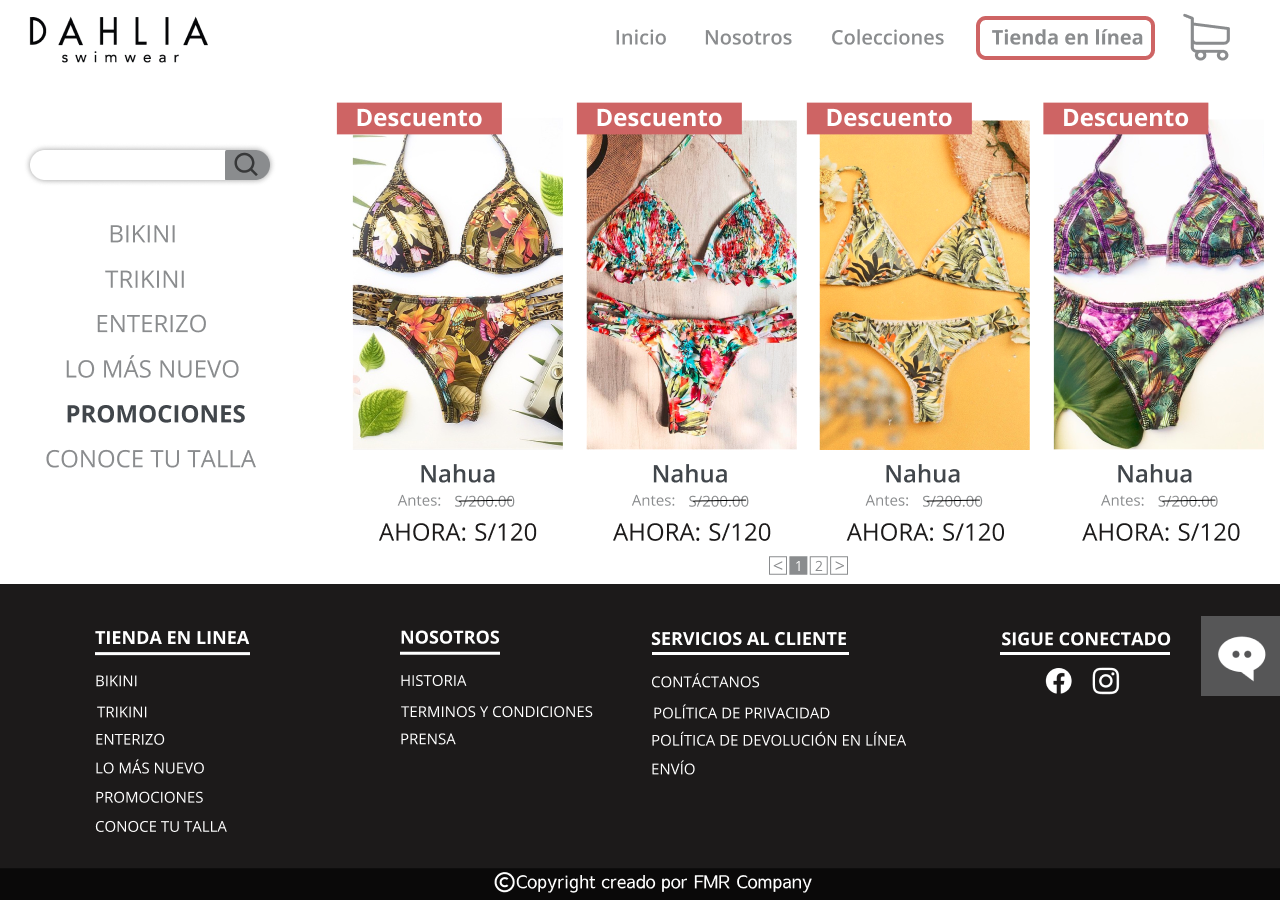 DAHLIA
swimwear
Inicio Nosotros Colecciones Tienda en línea
Descuento Descuento Descuento Descuento
BIKINI
TRIKINI
ENTERIZO
LO MÁS NUEVO
PROMOCIONES
CONOCE TU TALLA
Nahua Nahua Nahua Nahua
Antes: S/200.00 Antes: S/200.00 Antes: S/200.00 Antes: S/200.00
AHORA: S/120 AHORA: S/120 AHORA: S/120 AHORA: S/120
< 1 2 >
TIENDA EN LINEA
BIKINI
TRIKINI
ENTERIZO
LO MÁS NUEVO
PROMOCIONES
CONOCE TU TALLA
NOSOTROS
HISTORIA
TERMINOS Y CONDICIONES
PRENSA
SERVICIOS AL CLIENTE
CONTÁCTANOS
POLÍTICA DE PRIVACIDAD
POLÍTICA DE DEVOLUCIÓN EN LÍNEA
ENVÍO
SIGUE CONECTADO
©Copyright creado por FMR Company